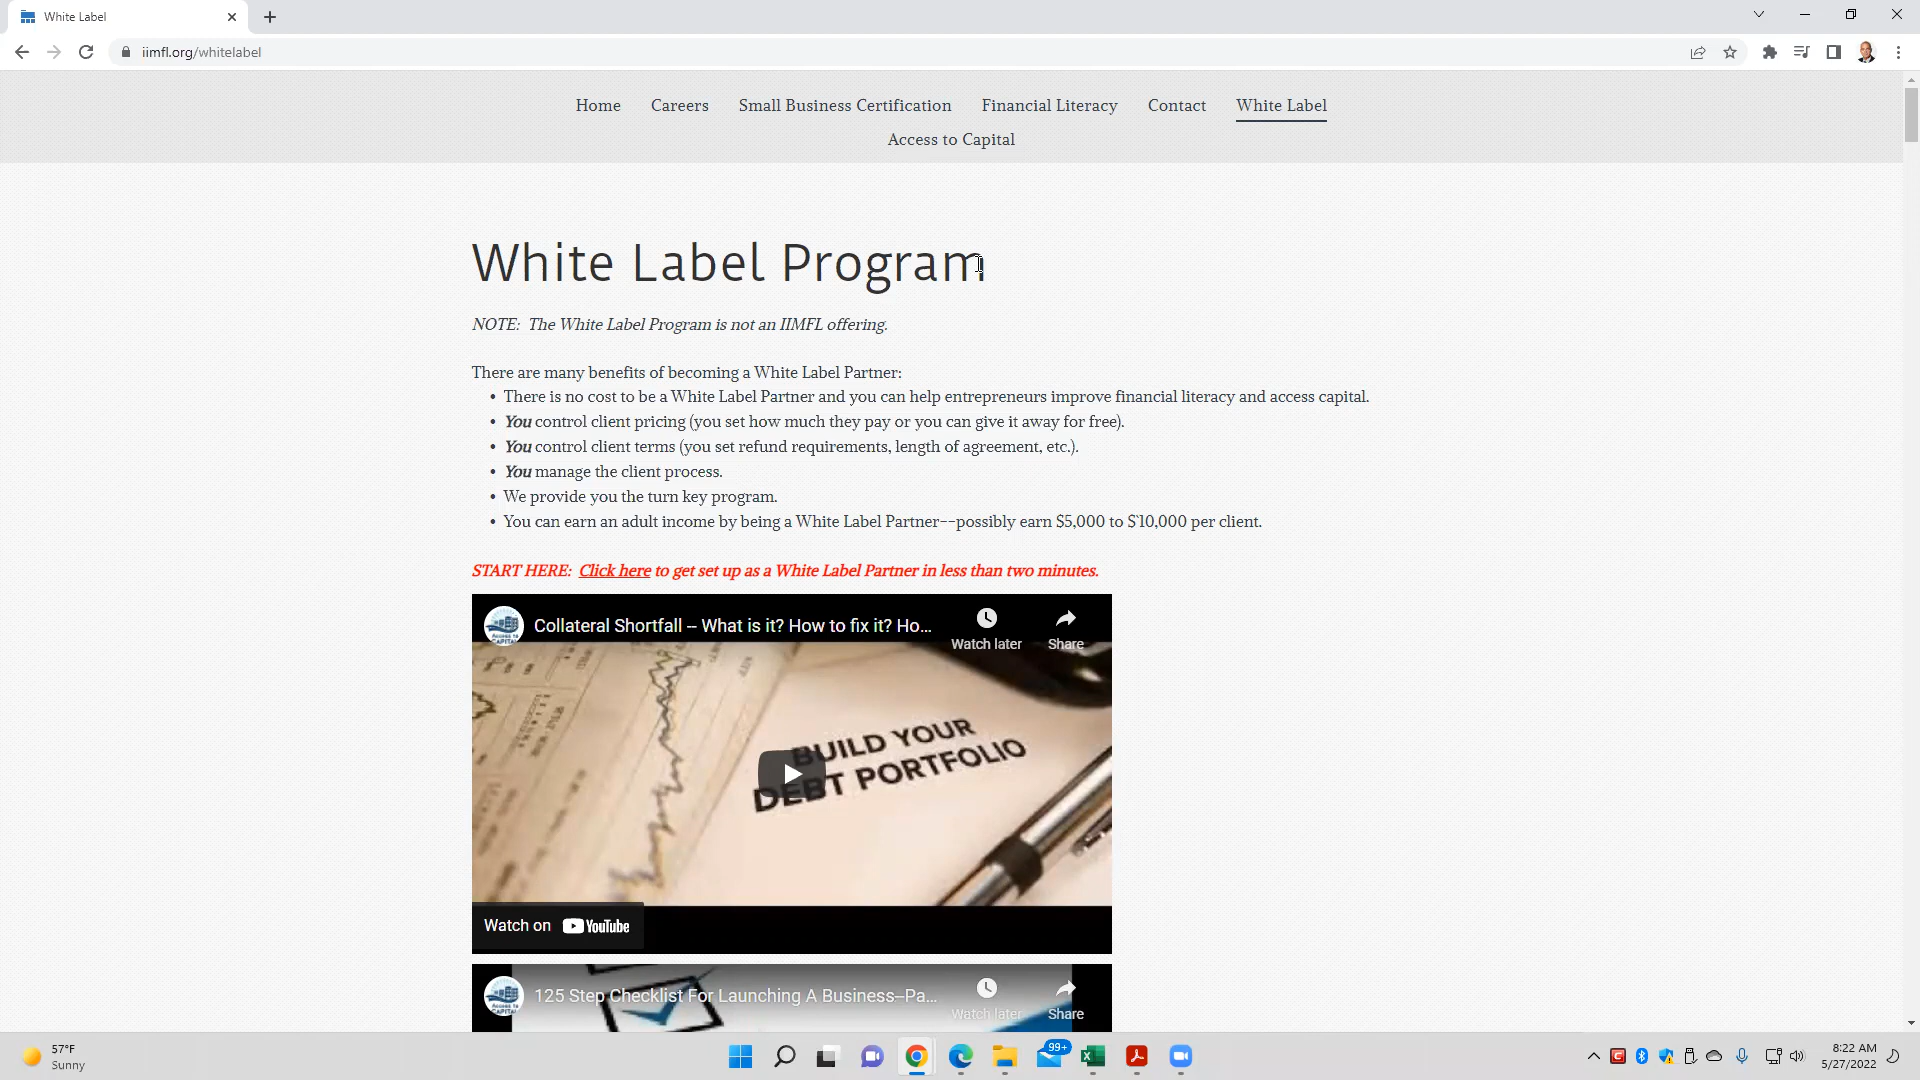 White Label
iimfl.org/whitelabel
Home Careers Small Business Certification Financial Literacy Contact White Label
Access to Capital
White Label Program
NOTE: The White Label Program is not an IIMFL offering.
There are many benefits of becoming a White Label Partner:
• There is no cost to be a White Label Partner and you can help entrepreneurs improve financial literacy and access capital.
• You control client pricing (you set how much they pay or you can give it away for free).
• You control client terms (you set refund requirements, length of agreement, etc.).
• You manage the client process.
• We provide you the turn key program.
• You can earn an adult income by being a White Label Partner--possibly earn $5,000 to $`10,000 per client.
START HERE: Click here to get set up as a White Label Partner in less than two minutes.
Collateral Shortfall -- What is it? How to fix it? Ho...
Watch later Share
BUILD YOUR
DEBT PORTFOLIO
Watch on YouTube
125 Step Checklist For Launching A Business--Pa...
Watch later Share
57°F
Sunny
99+
8:22 AM
5/27/2022